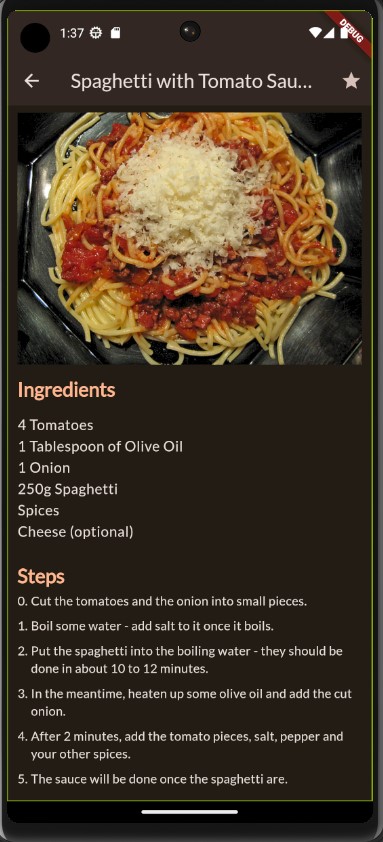 1:37
DEBUG
Spaghetti with Tomato Sau...
Ingredients
4 Tomatoes
1 Tablespoon of Olive Oil
1 Onion
250g Spaghetti
Spices
Cheese (optional)
Steps
0. Cut the tomatoes and the onion into small pieces.
1. Boil some water - add salt to it once it boils.
2. Put the spaghetti into the boiling water - they should be
done in about 10 to 12 minutes.
3. In the meantime, heaten up some olive oil and add the cut
onion.
4. After 2 minutes, add the tomato pieces, salt, pepper and
your other spices.
5. The sauce will be done once the spaghetti are.